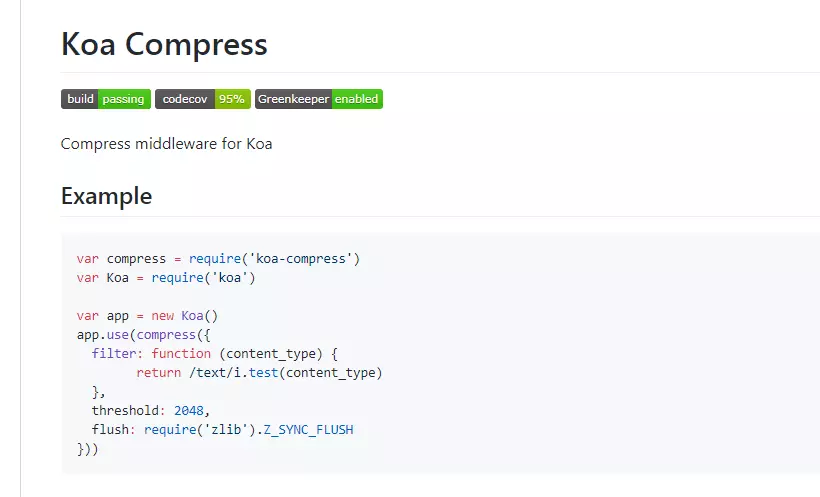 Koa Compress
build passing codecov 95% Greenkeeper enabled
Compress middleware for Koa
Example
var compress = require('koa-compress')
var Koa = require('koa')
var app = new Koa()
app.use(compress({
  filter: function (content_type) {
        return /text/i.test(content_type)
  },
  threshold: 2048,
  flush: require('zlib').Z_SYNC_FLUSH
}))